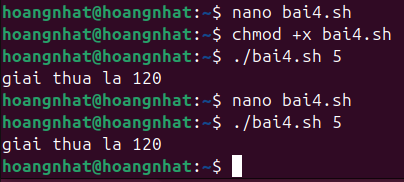 hoangnhat@hoangnhat:~$ nano bai4.sh
hoangnhat@hoangnhat:~$ chmod +x bai4.sh
hoangnhat@hoangnhat:~$ ./bai4.sh 5
giai thua la 120
hoangnhat@hoangnhat:~$ nano bai4.sh
hoangnhat@hoangnhat:~$ ./bai4.sh 5
giai thua la 120
hoangnhat@hoangnhat:~$